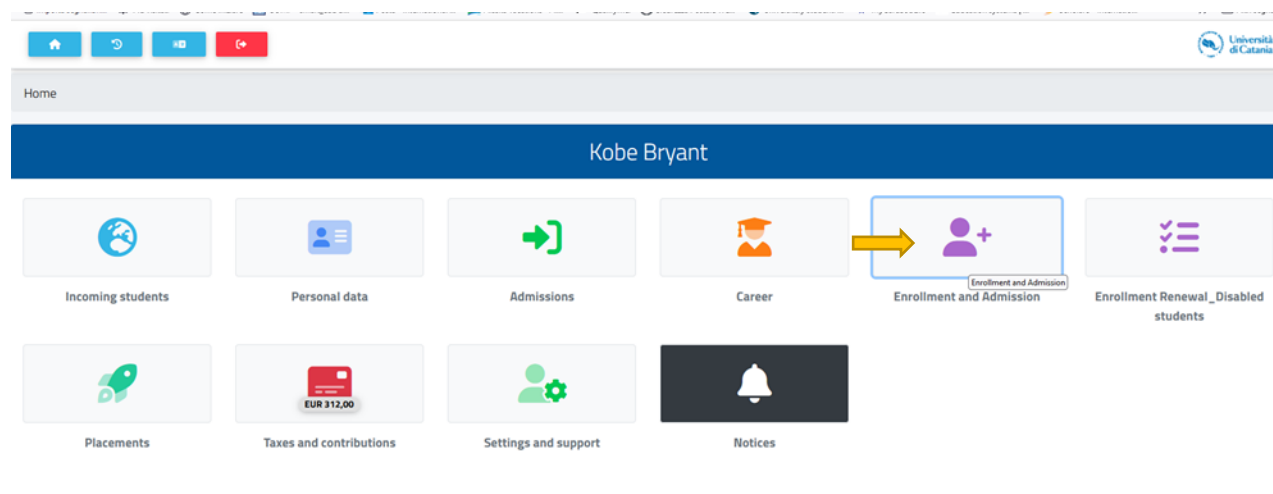 Università
di Catania
Home
Kobe Bryant
Incoming students
Personal data
Admissions
Career
Enrollment and Admission
Enrollment and Admission
Enrollment Renewal_Disabled
students
EUR 312,00
Placements
Taxes and contributions
Settings and support
Notices